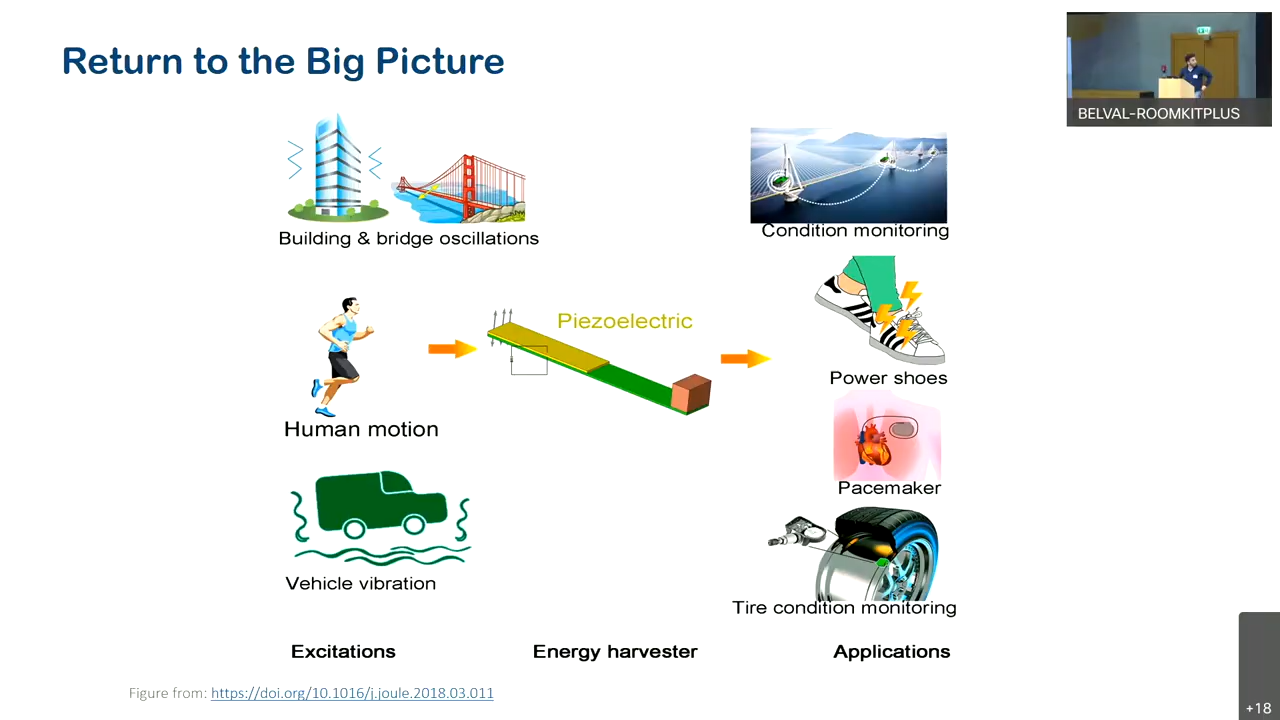 Return to the Big Picture
BELVAL-ROOMKITPLUS
Building & bridge oscillations
Condition monitoring
Piezoelectric
Power shoes
Human motion
Pacemaker
Vehicle vibration
Tire condition monitoring
Excitations
Energy harvester
Applications
Figure from: https://doi.org/10.1016/j.joule.2018.03.011
+18